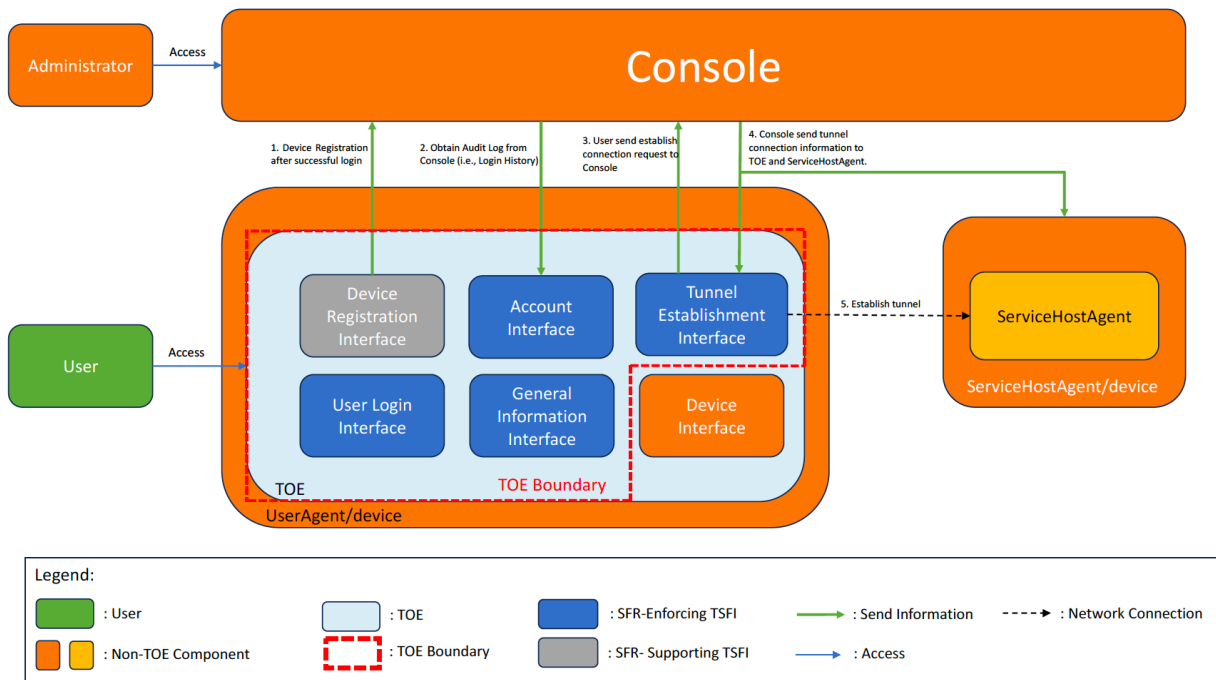 Administrator
Access
Console
1. Device Registration
after successful login
2. Obtain Audit Log from
Console (i.e., Login History)
3. User send establish
connection request to
Console
4. Console send tunnel
connection information to
TOE and ServiceHostAgent.
Device
Registration
Interface
Account
Interface
Tunnel
Establishment
Interface
5. Establish tunnel
ServiceHostAgent
ServiceHostAgent/device
User
Access
User Login
Interface
General
Information
Interface
Device
Interface
TOE
TOE Boundary
UserAgent/device
Legend:
: User
: TOE
: SFR-Enforcing TSFI
: Send Information
: Network Connection
: Non-TOE Component
: TOE Boundary
: SFR- Supporting TSFI
: Access